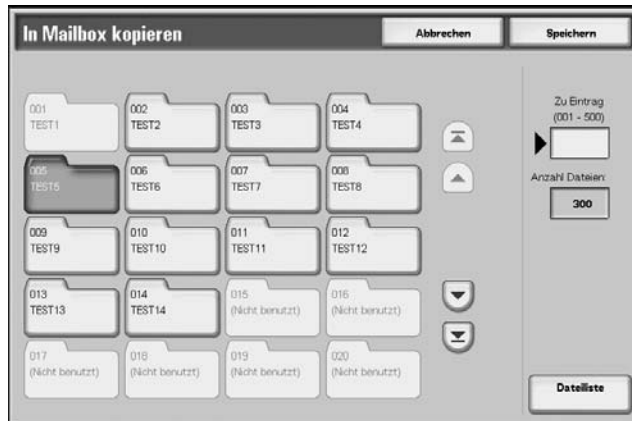 In Mailbox kopieren
Abbrechen
Speichern
001
TEST1
002
TEST2
003
TEST3
004
TEST4
Zu Eintrag
(001 - 500)
005
TEST5
006
TEST6
007
TEST7
008
TEST8
Anzahl Dateien:
300
009
TEST9
010
TEST10
011
TEST11
012
TEST12
013
TEST13
014
TEST14
015
(Nicht benutzt)
016
(Nicht benutzt)
017
(Nicht benutzt)
018
(Nicht benutzt)
019
(Nicht benutzt)
020
(Nicht benutzt)
Dateiliste